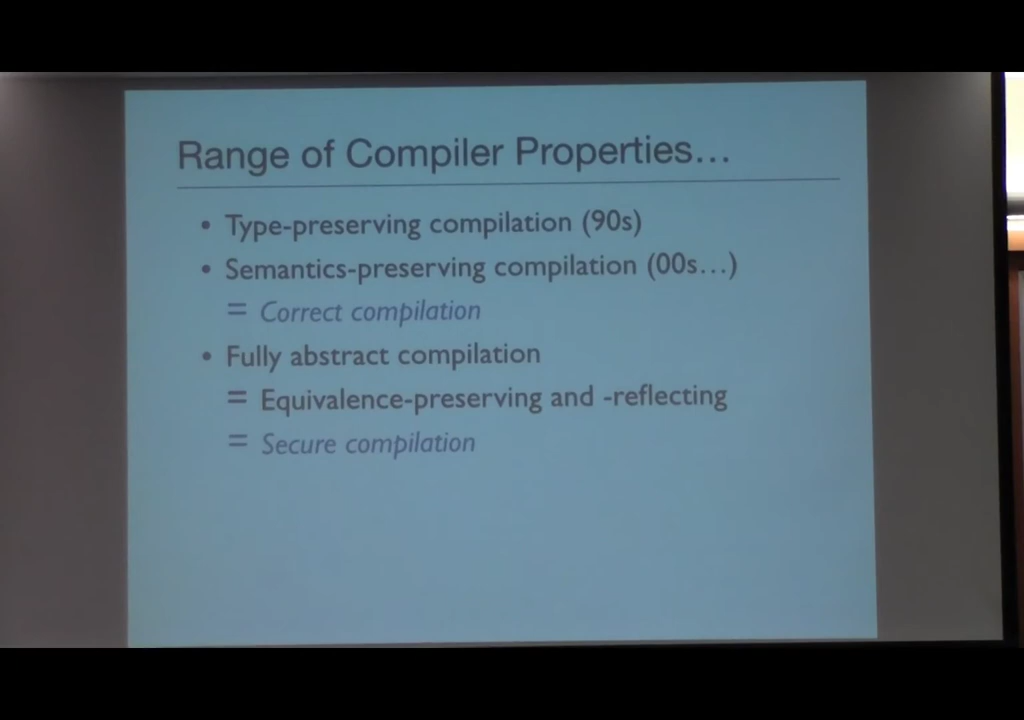 Range of Compiler Properties…
• Type-preserving compilation (90s)
• Semantics-preserving compilation (00s…)
= Correct compilation
• Fully abstract compilation
= Equivalence-preserving and -reflecting
= Secure compilation